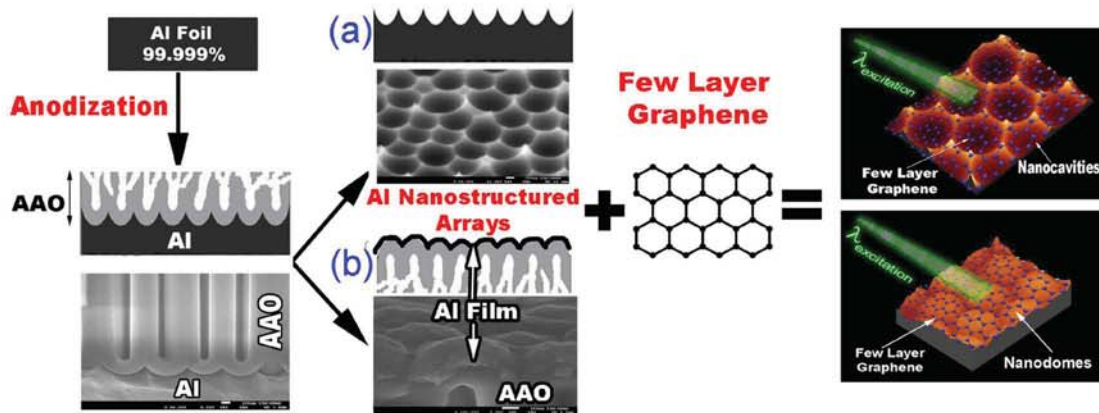 Al Foil
99.999%
Anodization
AAO
Al
AAO
Al
(a)
Al Nanostructured
Arrays
(b)
Al Film
AAO
+
Few Layer
Graphene
=
λexcitation
Few Layer
Graphene
Nanocavities
λexcitation
Few Layer
Graphene
Nanodomes